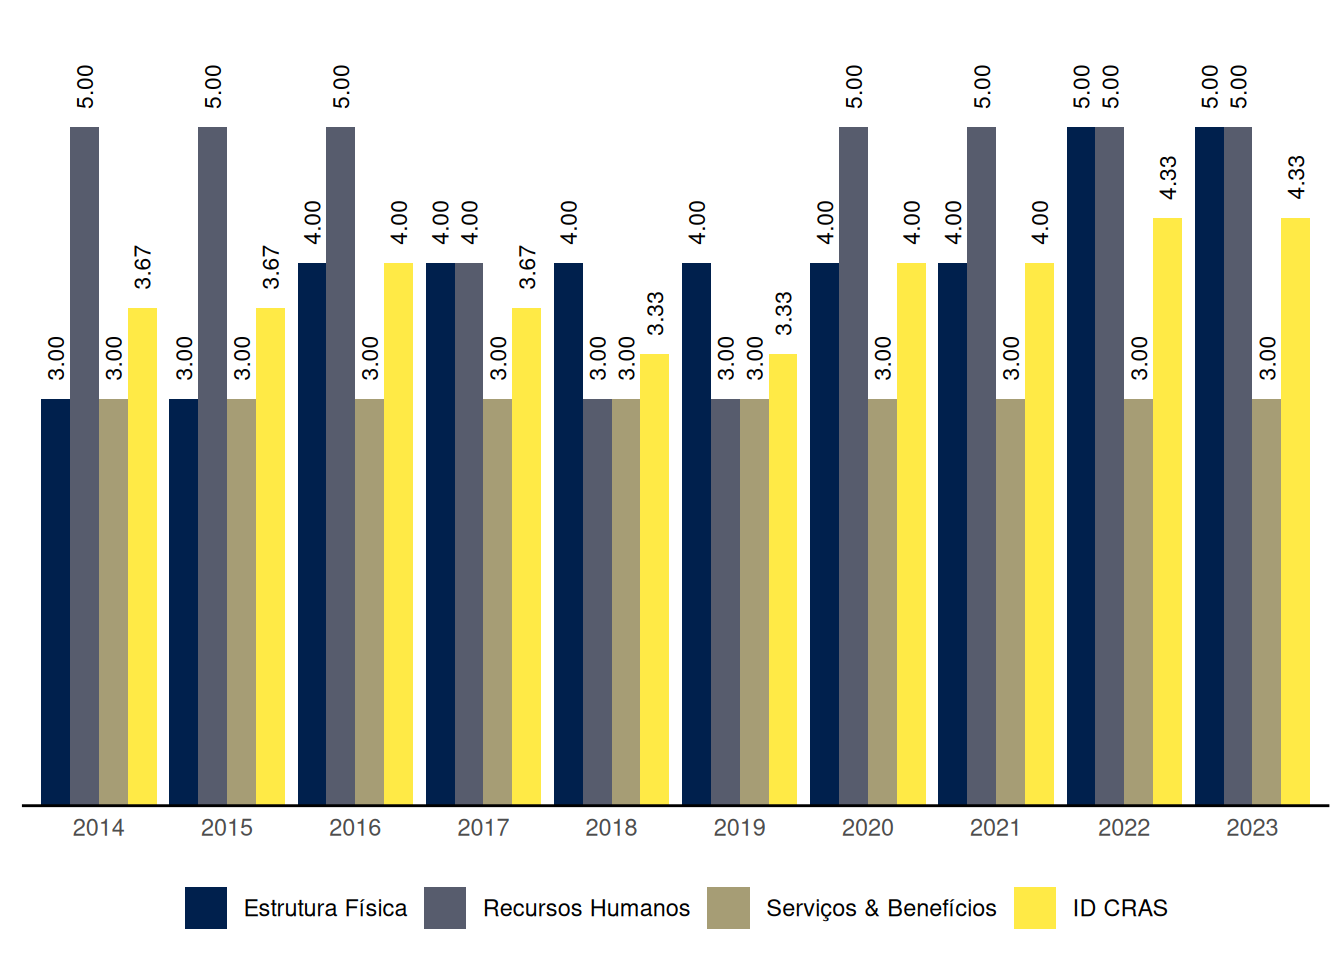 5.00 5.00 5.00 5.00 5.00 5.00 5.00 5.00 5.00
4.33 4.33
4.00 4.00 4.00 4.00 4.00 4.00 4.00 4.00 4.00 4.00
3.67 3.67 3.67
3.33 3.33
3.00 3.00 3.00 3.00 3.00 3.00 3.00 3.00 3.00 3.00 3.00 3.00 3.00 3.00
2014 2015 2016 2017 2018 2019 2020 2021 2022 2023
Estrutura Física Recursos Humanos Serviços & Benefícios ID CRAS